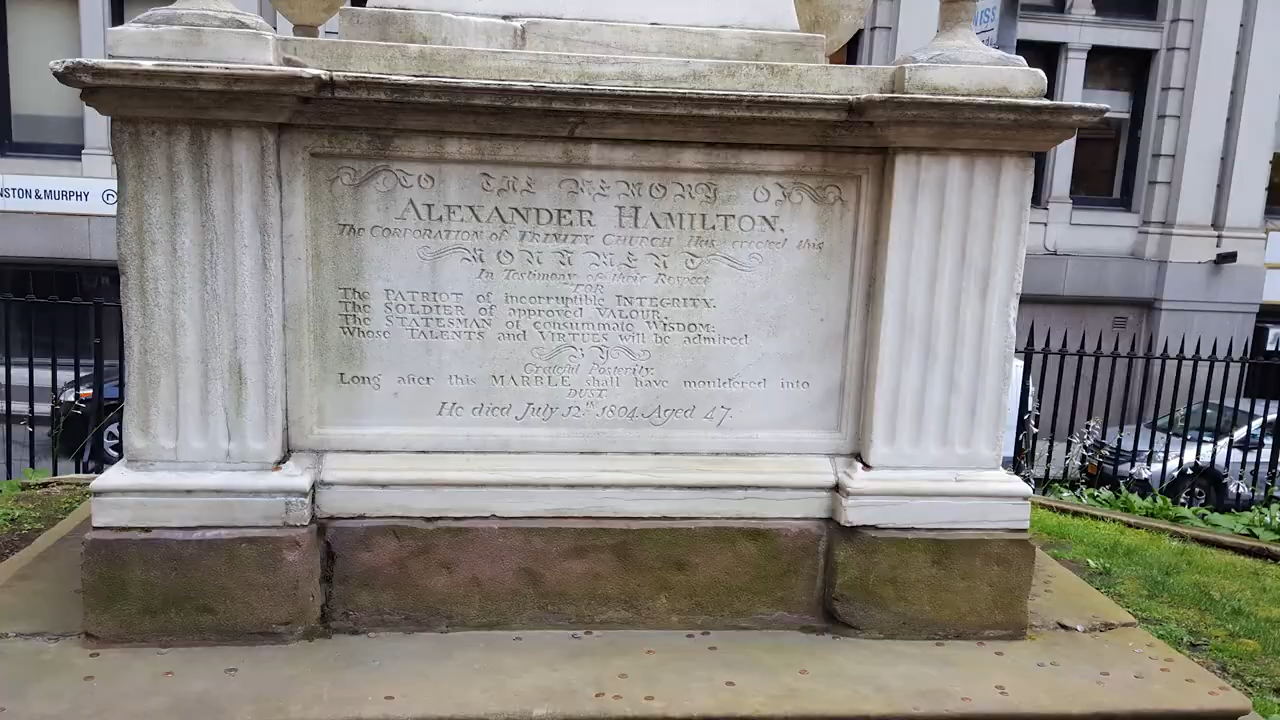 NISS
NSTON & MURPHY
TO THE MEMORY OF
ALEXANDER HAMILTON.
The CORPORATION of TRINITY CHURCH Has erected this
MONUMENT
In Testimony of their Respect
FOR
The PATRIOT of incorruptible INTEGRITY.
The SOLDIER of approved VALOUR.
The STATESMAN of consummate WISDOM:
Whose TALENTS and VIRTUES will be admired
BY
Grateful Posterity.
Long after this MARBLE shall have mouldered into
DUST.
He died July 12th 1804. Aged 47.